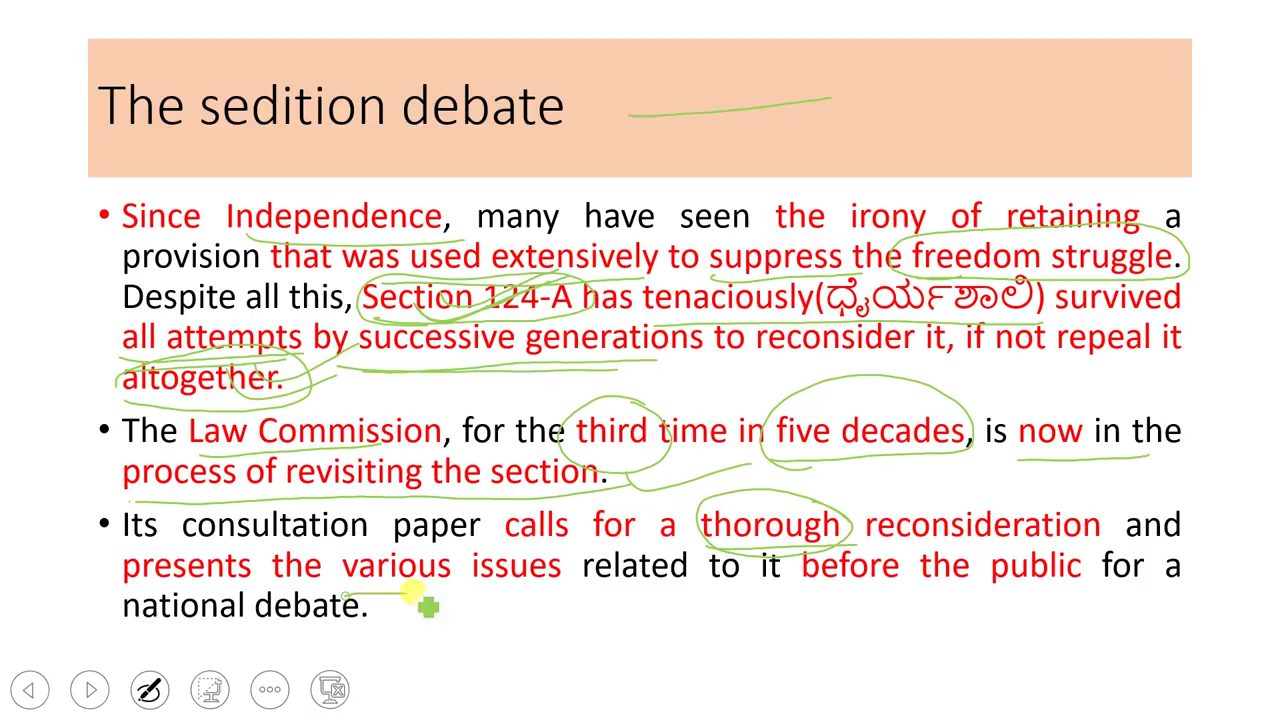 The sedition debate
• Since Independence, many have seen the irony of retaining a
provision that was used extensively to suppress the freedom struggle.
Despite all this, Section 124-A has tenaciously(ಧೈರ್ಯಶಾಲಿ) survived
all attempts by successive generations to reconsider it, if not repeal it
altogether.
• The Law Commission, for the third time in five decades, is now in the
process of revisiting the section.
• Its consultation paper calls for a thorough reconsideration and
presents the various issues related to it before the public for a
national debate.